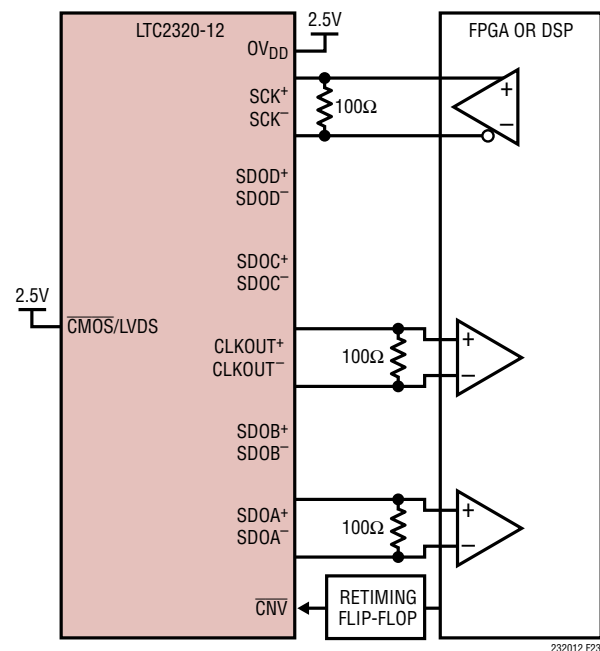 LTC2320-12
2.5V
FPGA OR DSP
OVDD
SCK+
SCK–
100Ω
+
–
SDOD+
SDOD–
SDOC+
SDOC–
2.5V
CMOS/LVDS
CLKOUT+
CLKOUT–
100Ω
+
–
SDOB+
SDOB–
SDOA+
SDOA–
100Ω
+
–
CNV
RETIMING
FLIP-FLOP
232012 F23